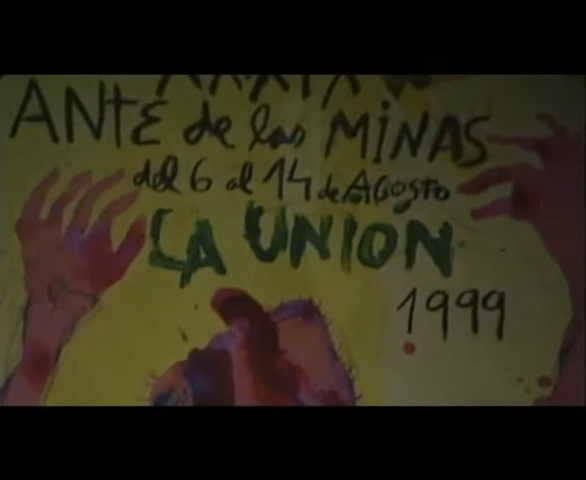 ANTE de las MINAS
del 6 al 14 de AGOSTO
LA UNION
1999